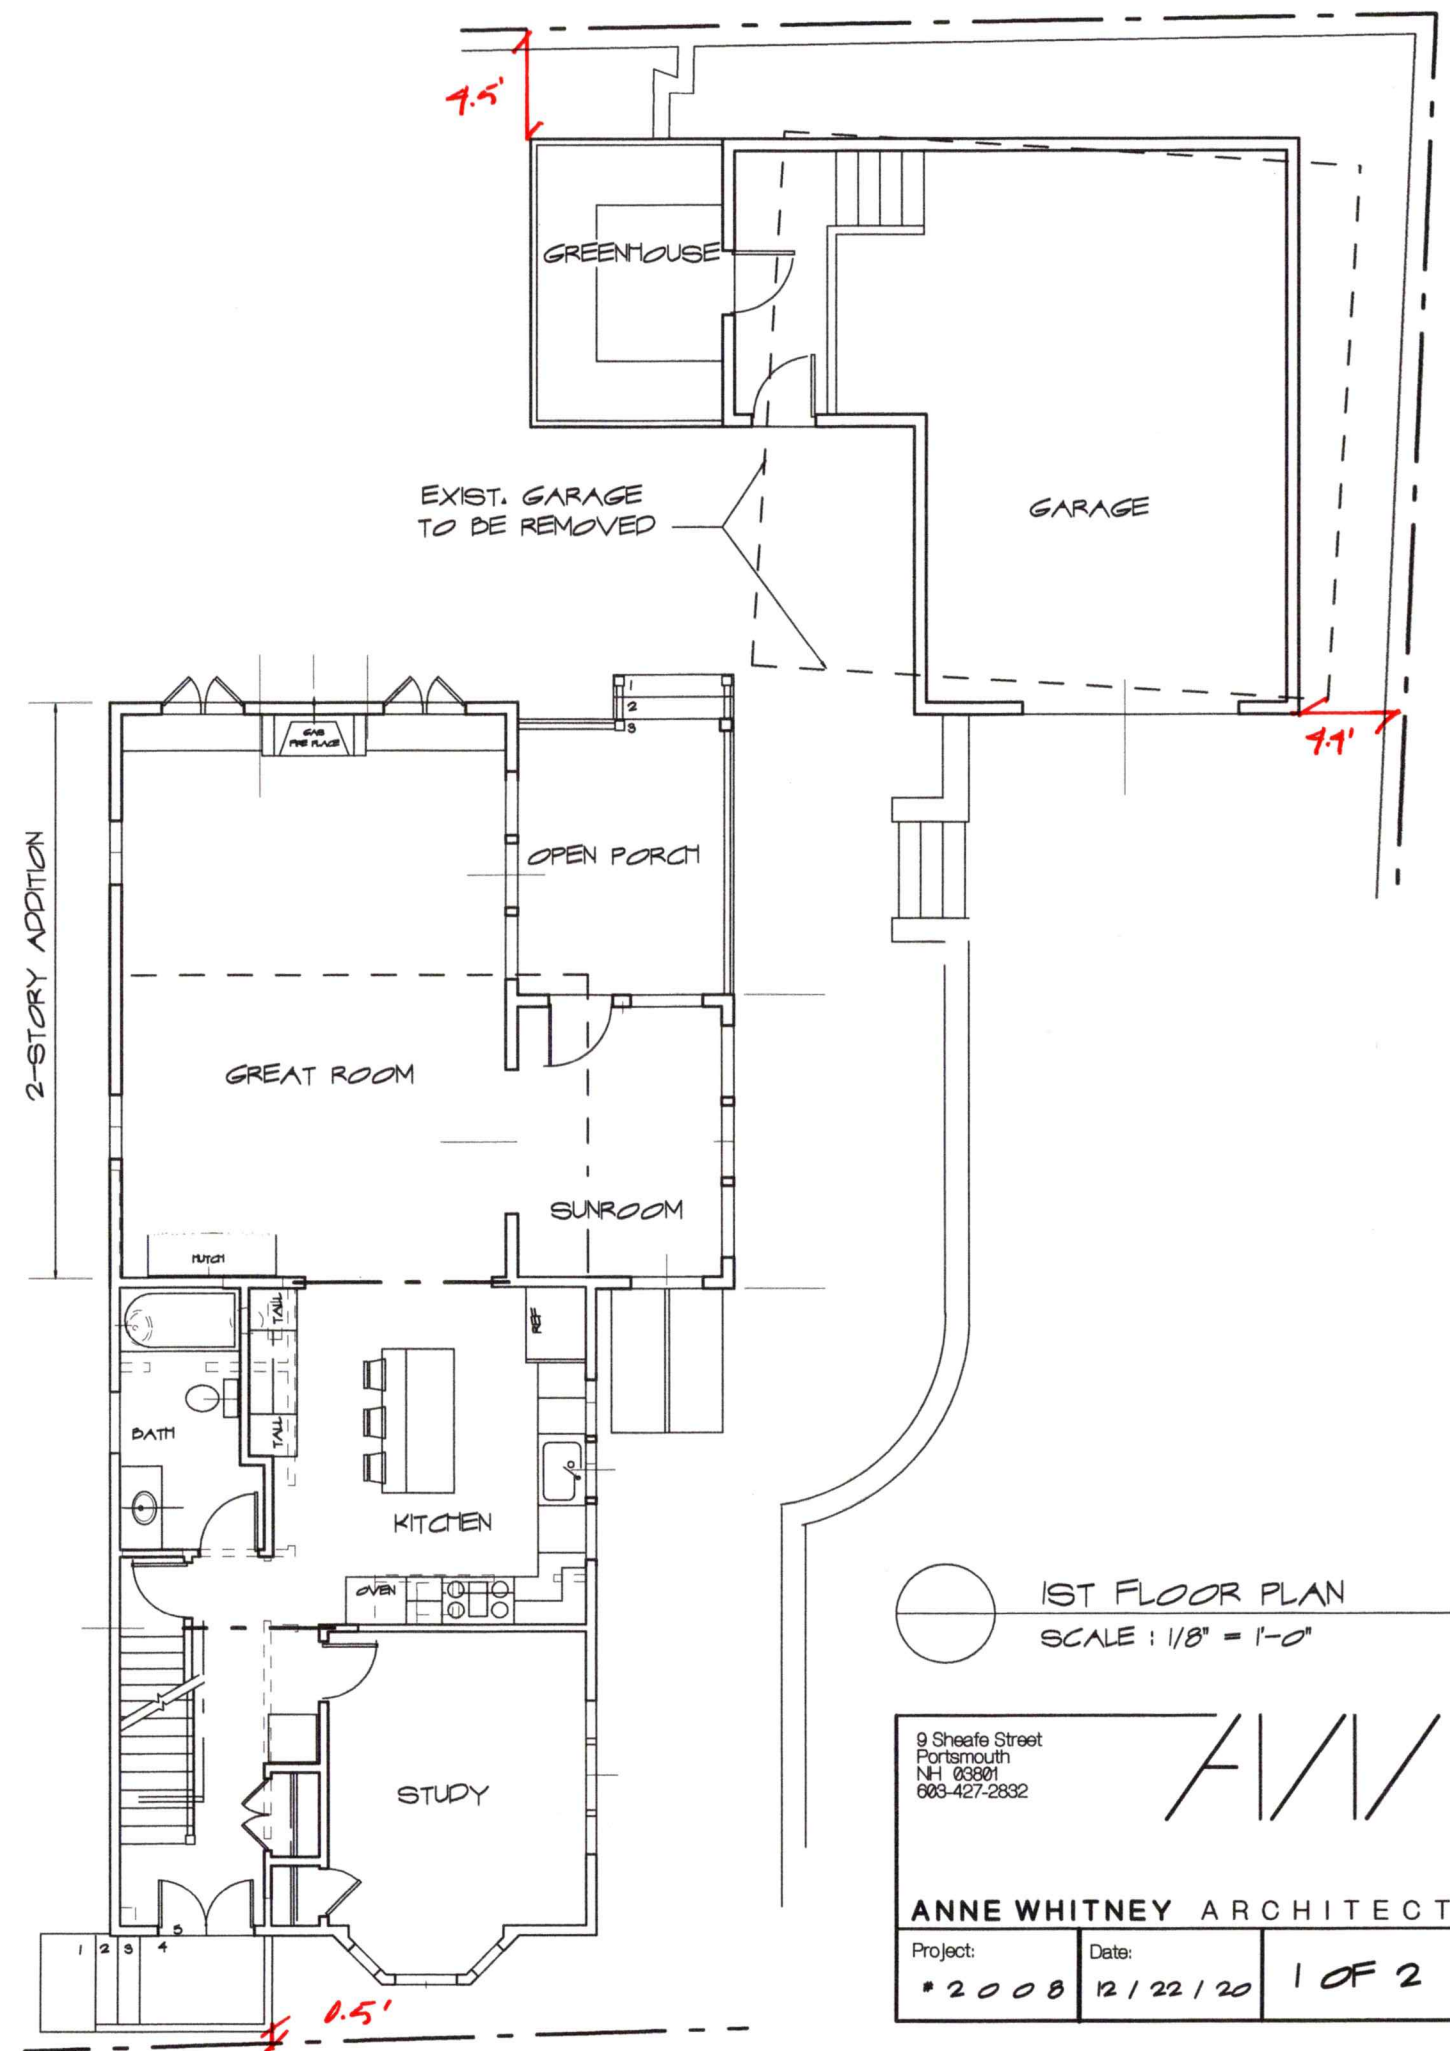 4.5'
GREENHOUSE
EXIST. GARAGE
TO BE REMOVED
GARAGE
4.4'
1
2
3
GAS
FIRE PLACE
OPEN PORCH
2-STORY ADDITION
GREAT ROOM
SUNROOM
HUTCH
TALL
REF
TALL
BATH
KITCHEN
OVEN
STUDY
1 2 3 4 5
0.5'
1ST FLOOR PLAN
SCALE : 1/8" = 1'-0"
9 Sheafe Street
Portsmouth
NH 03801
603-427-2832
AW
ANNE WHITNEY ARCHITECT
Project:
# 2008
Date:
12/22/20
1 OF 2